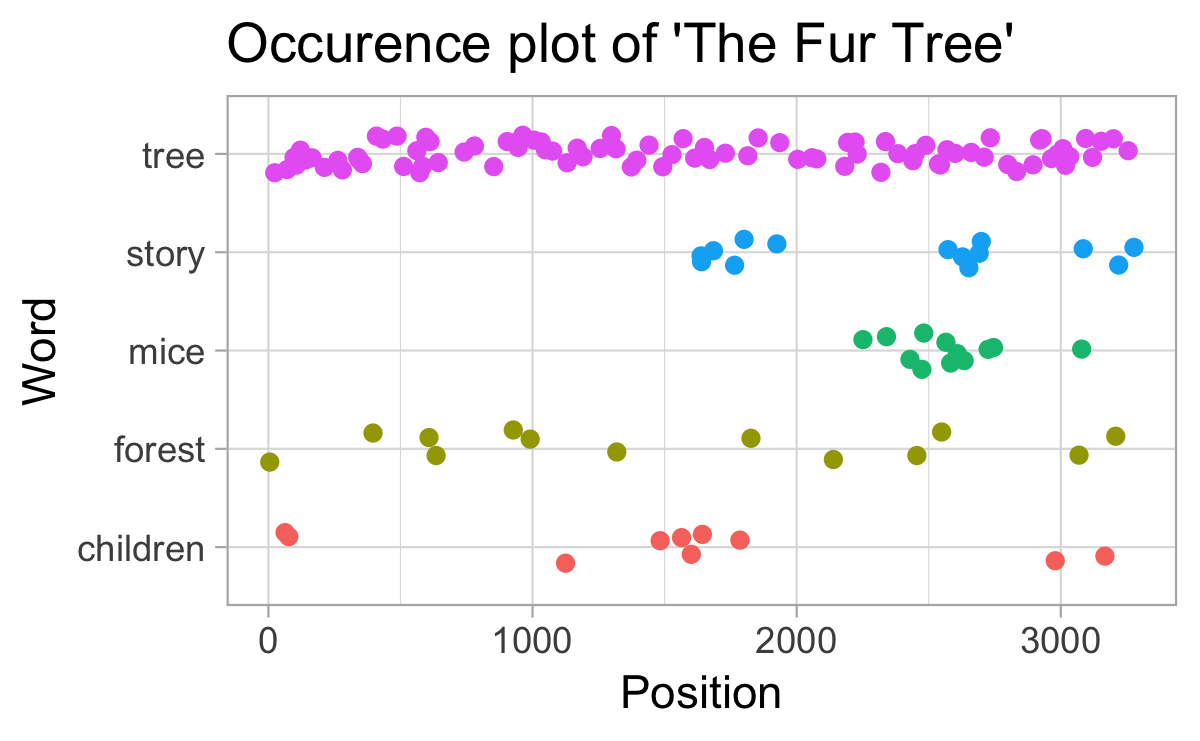 Occurence plot of 'The Fur Tree'
Word
tree
story
mice
forest
children
0 1000 2000 3000
Position